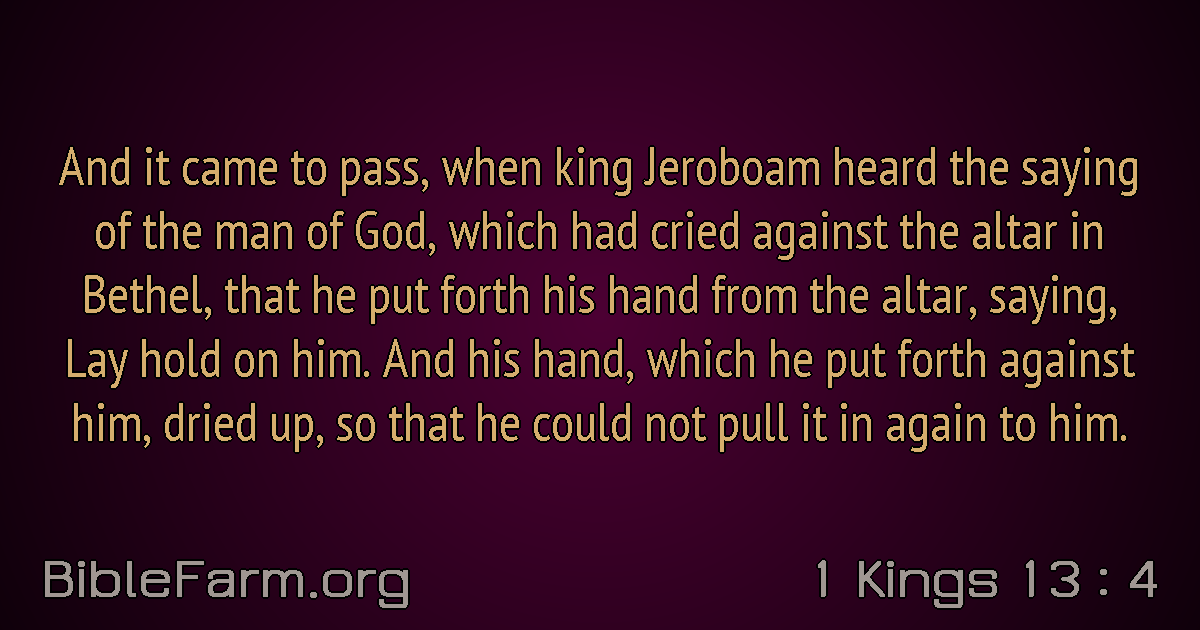 And it came to pass, when king Jeroboam heard the saying
of the man of God, which had cried against the altar in
Bethel, that he put forth his hand from the altar, saying,
Lay hold on him. And his hand, which he put forth against
him, dried up, so that he could not pull it in again to him.
BibleFarm.org
1 Kings 13 : 4